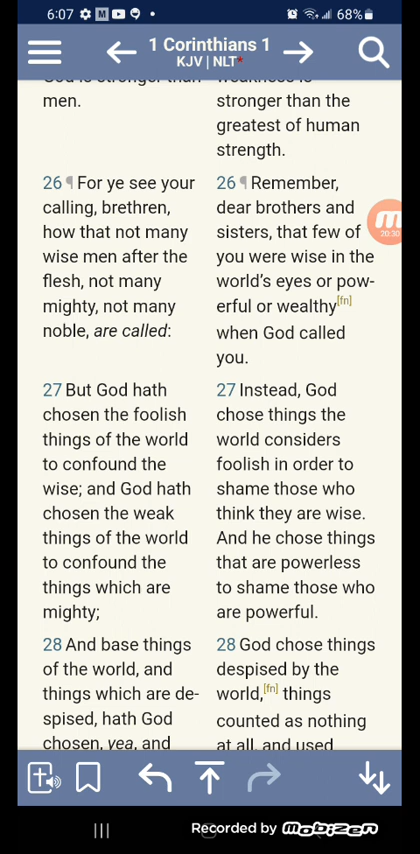 6:07 68%
1 Corinthians 1
KJV | NLT*
God is stronger than
men.
26 ¶ For ye see your
calling, brethren,
how that not many
wise men after the
flesh, not many
mighty, not many
noble, are called:
27 But God hath
chosen the foolish
things of the world
to confound the
wise; and God hath
chosen the weak
things of the world
to confound the
things which are
mighty;
28 And base things
of the world, and
things which are de-
spised, hath God
chosen, yea, and
weakness is
stronger than the
greatest of human
strength.
26 ¶ Remember,
dear brothers and
sisters, that few of
you were wise in the
world's eyes or pow-
erful or wealthy[fn]
when God called
you.
27 Instead, God
chose things the
world considers
foolish in order to
shame those who
think they are wise.
And he chose things
that are powerless
to shame those who
are powerful.
28 God chose things
despised by the
world,[fn] things
counted as nothing
at all, and used
20:30
Recorded by Mobizen